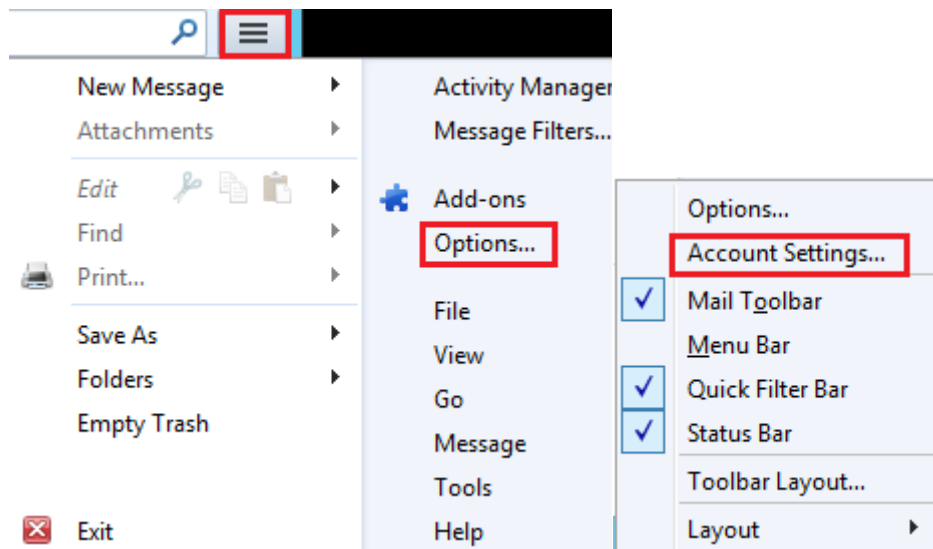 New Message
Attachments
Edit
Find
Print...
Save As
Folders
Empty Trash
Exit
Activity Manager
Message Filters...
Add-ons
Options...
File
View
Go
Message
Tools
Help
Options...
Account Settings...
Mail Toolbar
Menu Bar
Quick Filter Bar
Status Bar
Toolbar Layout...
Layout